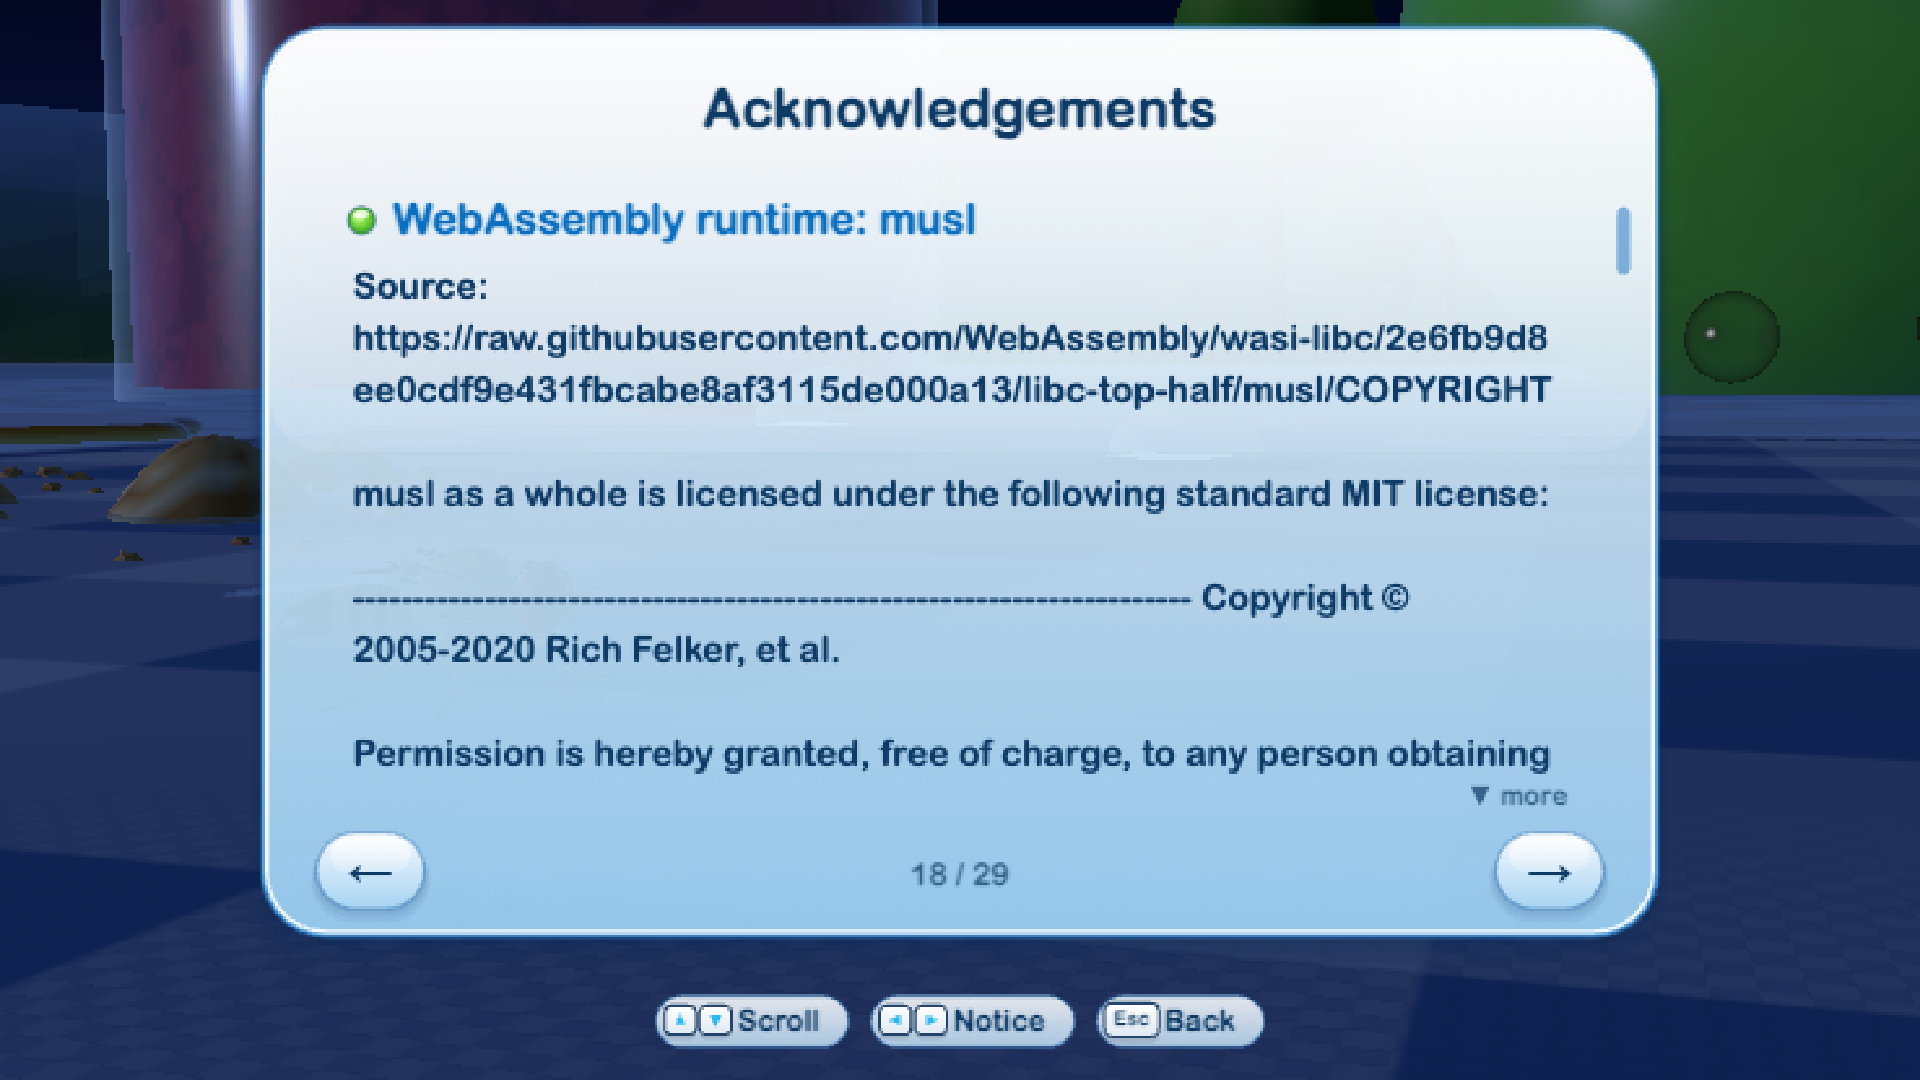 Acknowledgements
WebAssembly runtime: musl
Source:
https://raw.githubusercontent.com/WebAssembly/wasi-libc/2e6fb9d8
ee0cdf9e431fbcabe8af3115de000a13/libc-top-half/musl/COPYRIGHT
musl as a whole is licensed under the following standard MIT license:
---------------------------------------------------------------------- Copyright ©
2005-2020 Rich Felker, et al.
Permission is hereby granted, free of charge, to any person obtaining
▼ more
← 18 / 29 →
▲ ▼ Scroll ◀ ▶ Notice Esc Back